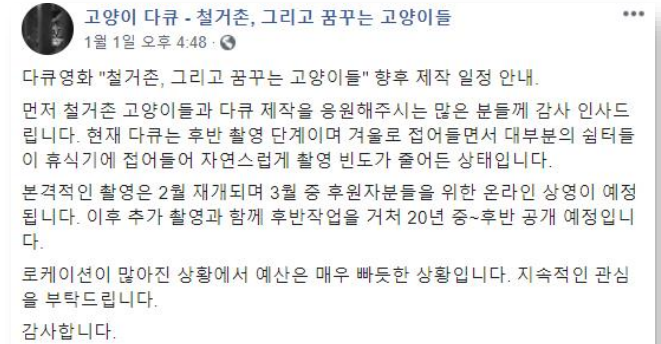 고양이 다큐 - 철거촌, 그리고 꿈꾸는 고양이들
1월 1일 오후 4:48 ·
다큐영화 "철거촌, 그리고 꿈꾸는 고양이들" 향후 제작 일정 안내.
먼저 철거촌 고양이들과 다큐 제작을 응원해주시는 많은 분들께 감사 인사드
립니다. 현재 다큐는 후반 촬영 단계이며 겨울로 접어들면서 대부분의 쉼터들
이 휴식기에 접어들어 자연스럽게 촬영 빈도가 줄어든 상태입니다.
본격적인 촬영은 2월 재개되며 3월 중 후원자분들을 위한 온라인 상영이 예정
됩니다. 이후 추가 촬영과 함께 후반작업을 거쳐 20년 중~후반 공개 예정입니
다.
로케이션이 많아진 상황에서 예산은 매우 빠듯한 상황입니다. 지속적인 관심
을 부탁드립니다.
감사합니다.